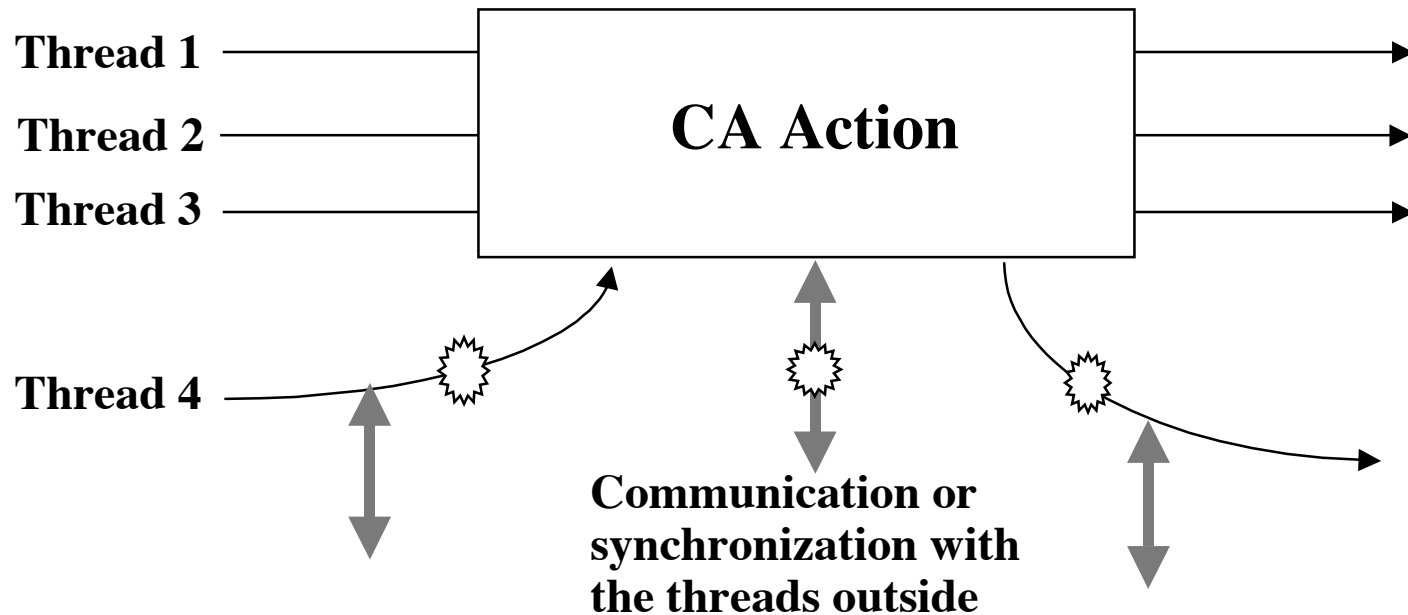 Thread 1
CA Action
Thread 2
Thread 3
Thread 4
Communication or
synchronization with
the threads outside